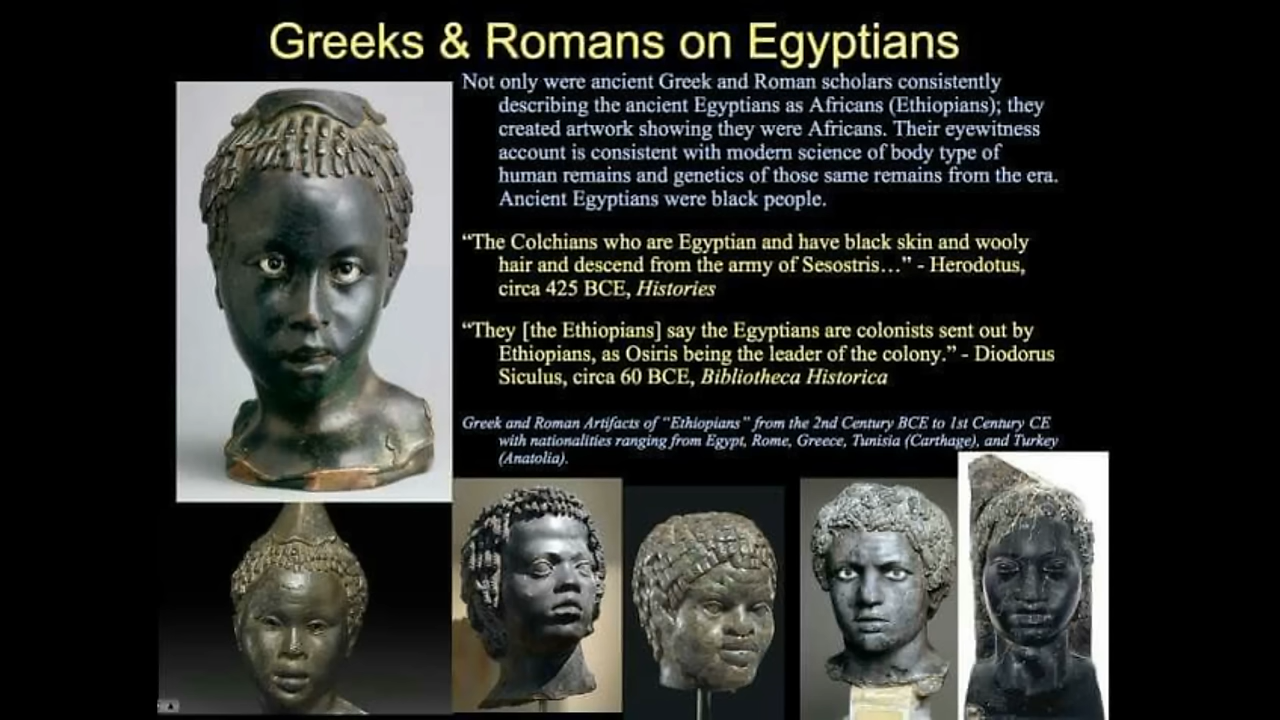 Greeks & Romans on Egyptians
Not only were ancient Greek and Roman scholars consistently
describing the ancient Egyptians as Africans (Ethiopians); they
created artwork showing they were Africans. Their eyewitness
account is consistent with modern science of body type of
human remains and genetics of those same remains from the era.
Ancient Egyptians were black people.
“The Colchians who are Egyptian and have black skin and wooly
hair and descend from the army of Sesostris…” - Herodotus,
circa 425 BCE, Histories
“They [the Ethiopians] say the Egyptians are colonists sent out by
Ethiopians, as Osiris being the leader of the colony.” - Diodorus
Siculus, circa 60 BCE, Bibliotheca Historica
Greek and Roman Artifacts of “Ethiopians” from the 2nd Century BCE to 1st Century CE
with nationalities ranging from Egypt, Rome, Greece, Tunisia (Carthage), and Turkey
(Anatolia).